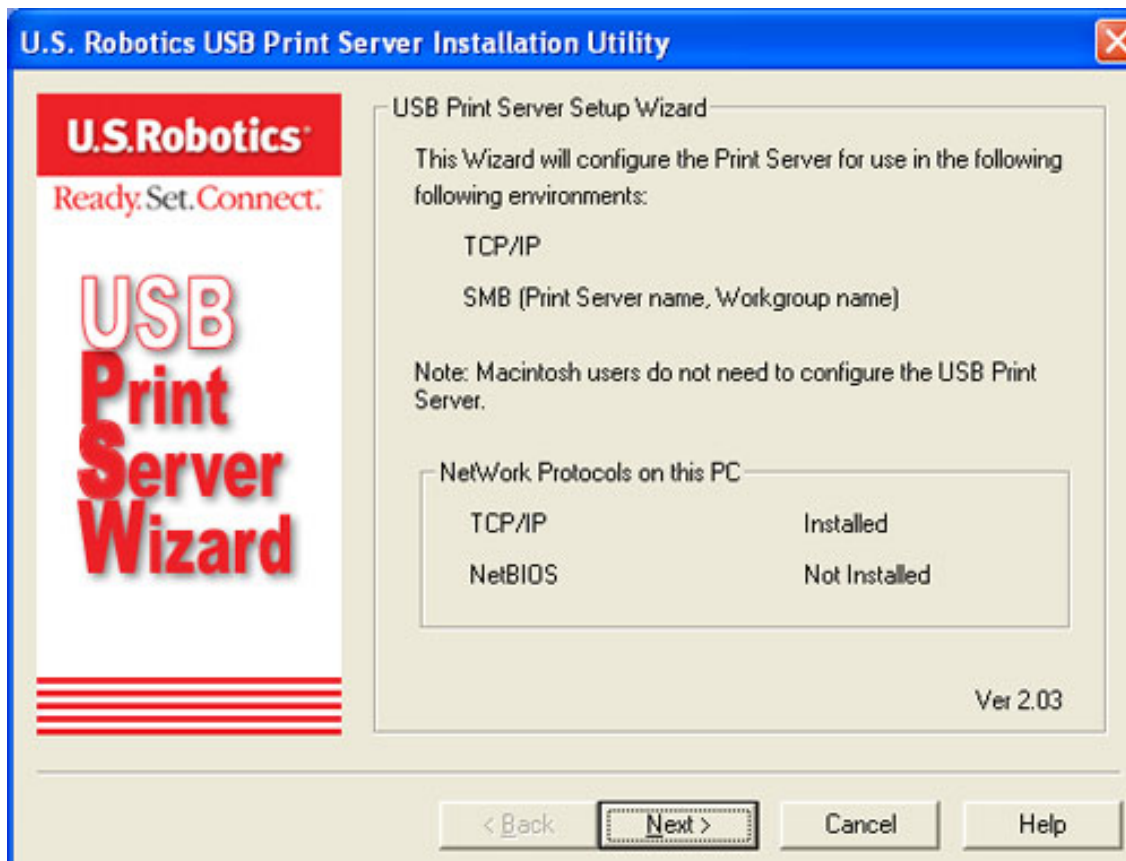 U.S. Robotics USB Print Server Installation Utility
U.S.Robotics
Ready. Set. Connect.
USB
Print
Server
Wizard
USB Print Server Setup Wizard
This Wizard will configure the Print Server for use in the following
following environments:
TCP/IP
SMB (Print Server name, Workgroup name)
Note: Macintosh users do not need to configure the USB Print
Server.
NetWork Protocols on this PC
TCP/IP Installed
NetBIOS Not Installed
Ver 2.03
< Back Next > Cancel Help